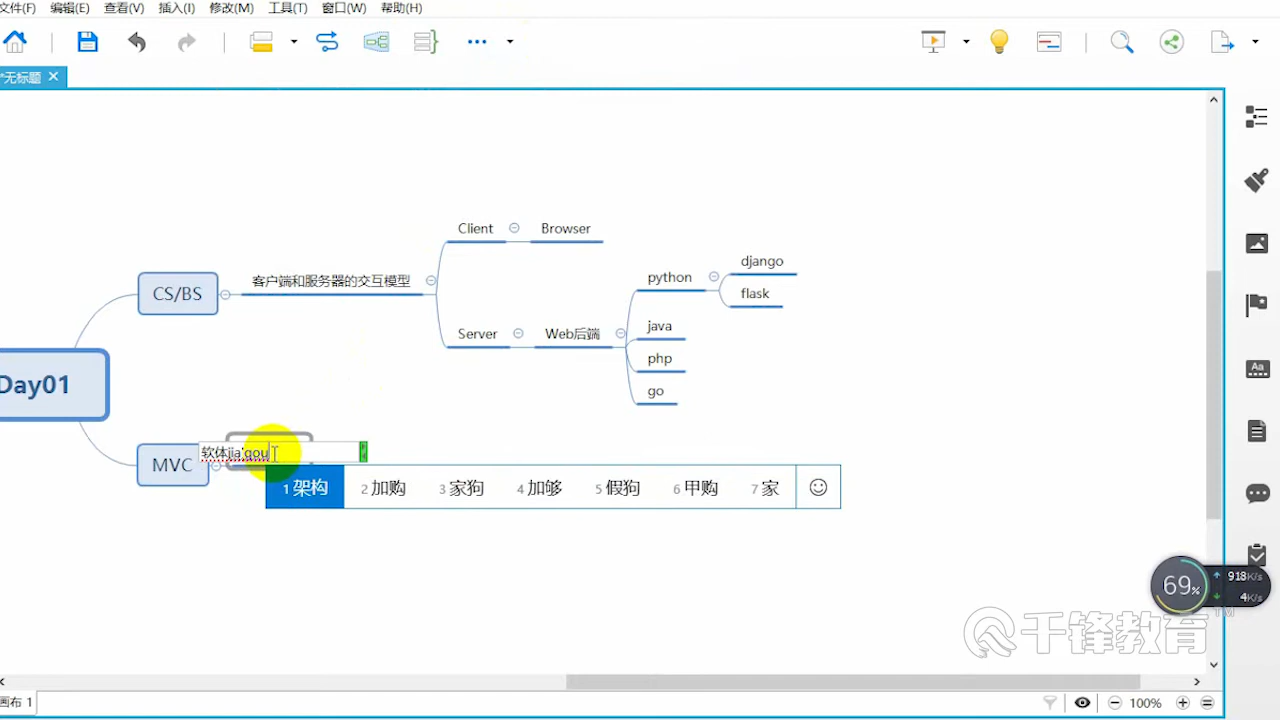 文件(F) 编辑(E) 查看(V) 插入(I) 修改(M) 工具(T) 窗口(W) 帮助(H)
*无标题
Client
Browser
django
客户端和服务器的交互模型
python
CS/BS
flask
java
Server
Web后端
php
Day01
go
软体jia'gou
MVC
1 架构 2 加购 3 家狗 4 加够 5 假狗 6 甲购 7 家
Aa
69%
918K/s
4K/s
千锋教育 TM
画布 1
100%